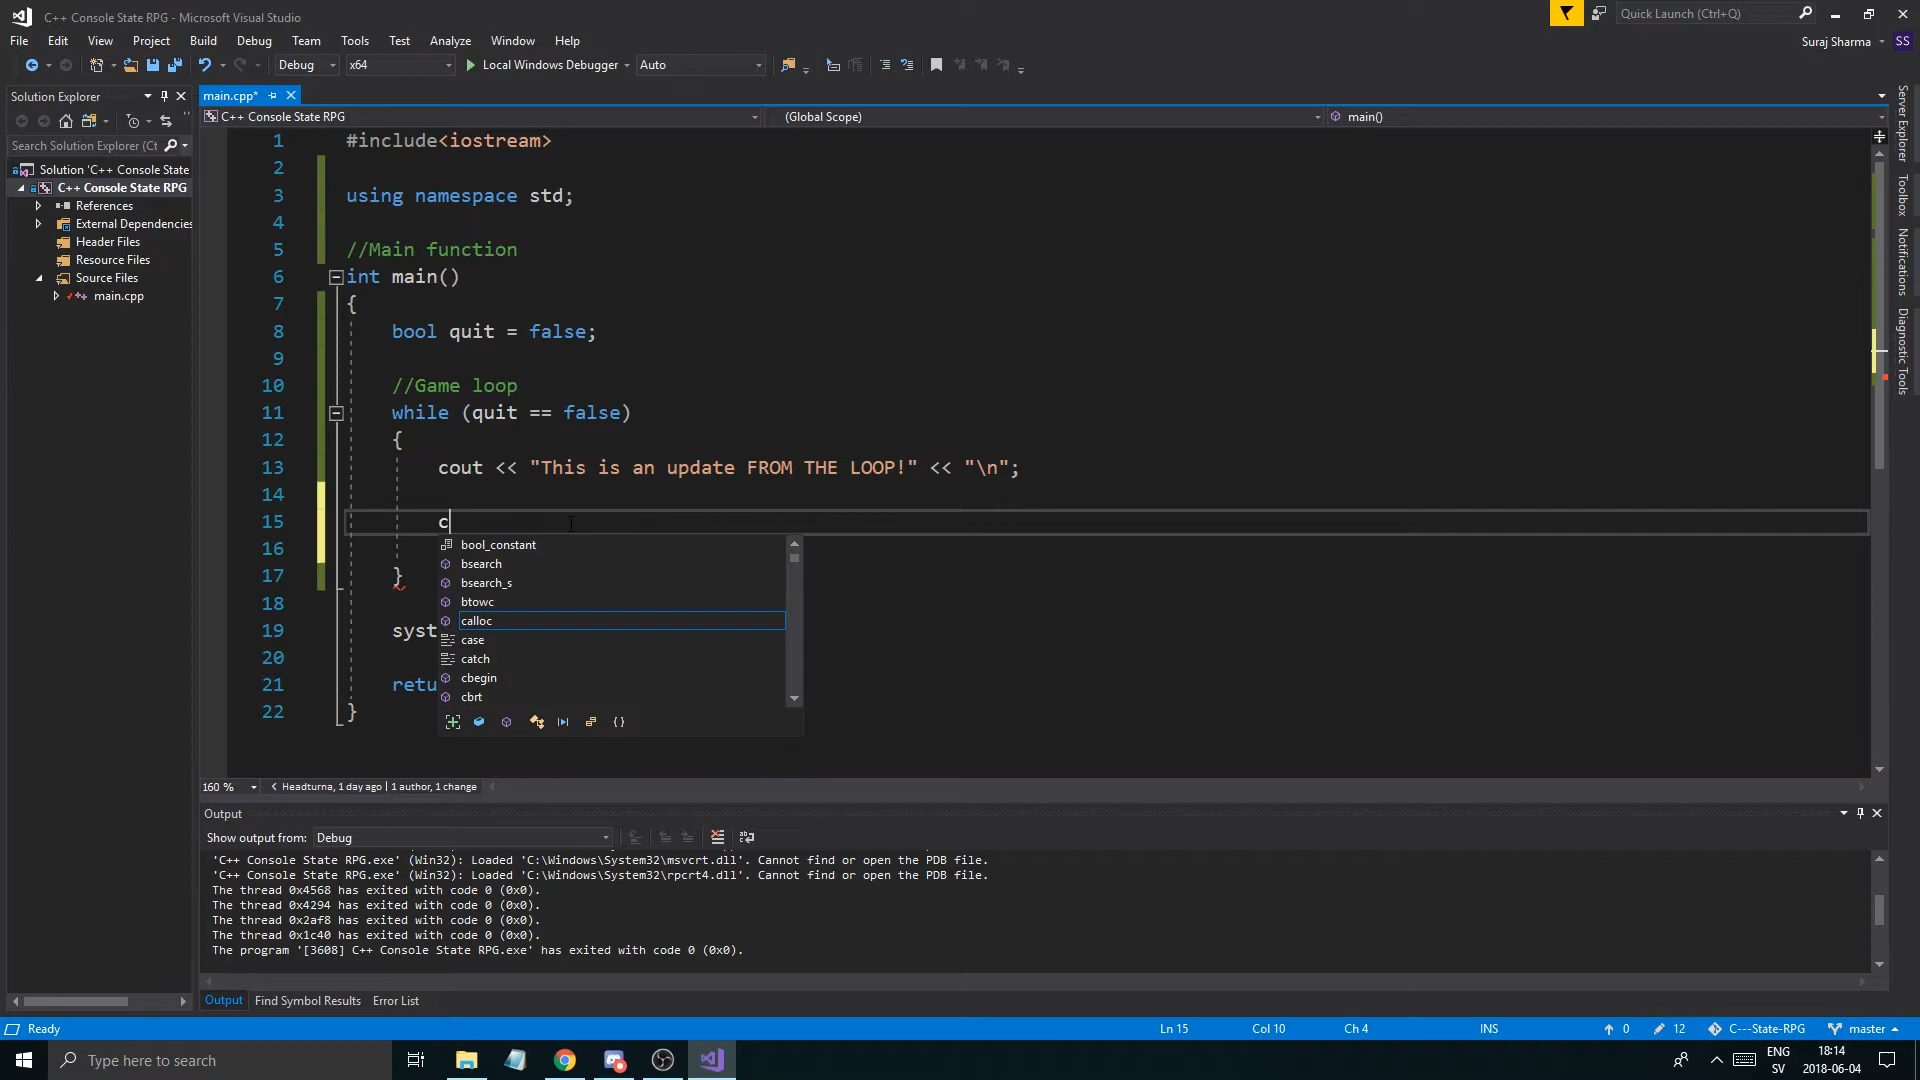 C++ Console State RPG - Microsoft Visual Studio
Quick Launch (Ctrl+Q)
File Edit View Project Build Debug Team Tools Test Analyze Window Help
Suraj Sharma SS
Debug x64 Local Windows Debugger Auto
Solution Explorer
main.cpp*
C++ Console State RPG (Global Scope) main()
Search Solution Explorer (Ct
Solution 'C++ Console State
C++ Console State RPG
References
External Dependencies
Header Files
Resource Files
Source Files
main.cpp
1 #include<iostream>
2
3 using namespace std;
4
5 //Main function
6 int main()
7 {
8 bool quit = false;
9
10 //Game loop
11 while (quit == false)
12 {
13 cout << "This is an update FROM THE LOOP!" << "\n";
14
15 c
16
17 }
18
19 syst
20
21 retu
22 }
bool_constant
bsearch
bsearch_s
btowc
calloc
case
catch
cbegin
cbrt
Server Explorer
Toolbox
Notifications
Diagnostic Tools
160 % Headturna, 1 day ago | 1 author, 1 change
Output
Show output from: Debug
'C++ Console State RPG.exe' (Win32): Loaded 'C:\Windows\System32\msvcrt.dll'. Cannot find or open the PDB file.
'C++ Console State RPG.exe' (Win32): Loaded 'C:\Windows\System32\rpcrt4.dll'. Cannot find or open the PDB file.
The thread 0x4568 has exited with code 0 (0x0).
The thread 0x4294 has exited with code 0 (0x0).
The thread 0x2af8 has exited with code 0 (0x0).
The thread 0x1c40 has exited with code 0 (0x0).
The program '[3608] C++ Console State RPG.exe' has exited with code 0 (0x0).
Output Find Symbol Results Error List
Ready Ln 15 Col 10 Ch 4 INS 0 12 C---State-RPG master
Type here to search
ENG
SV
18:14
2018-06-04